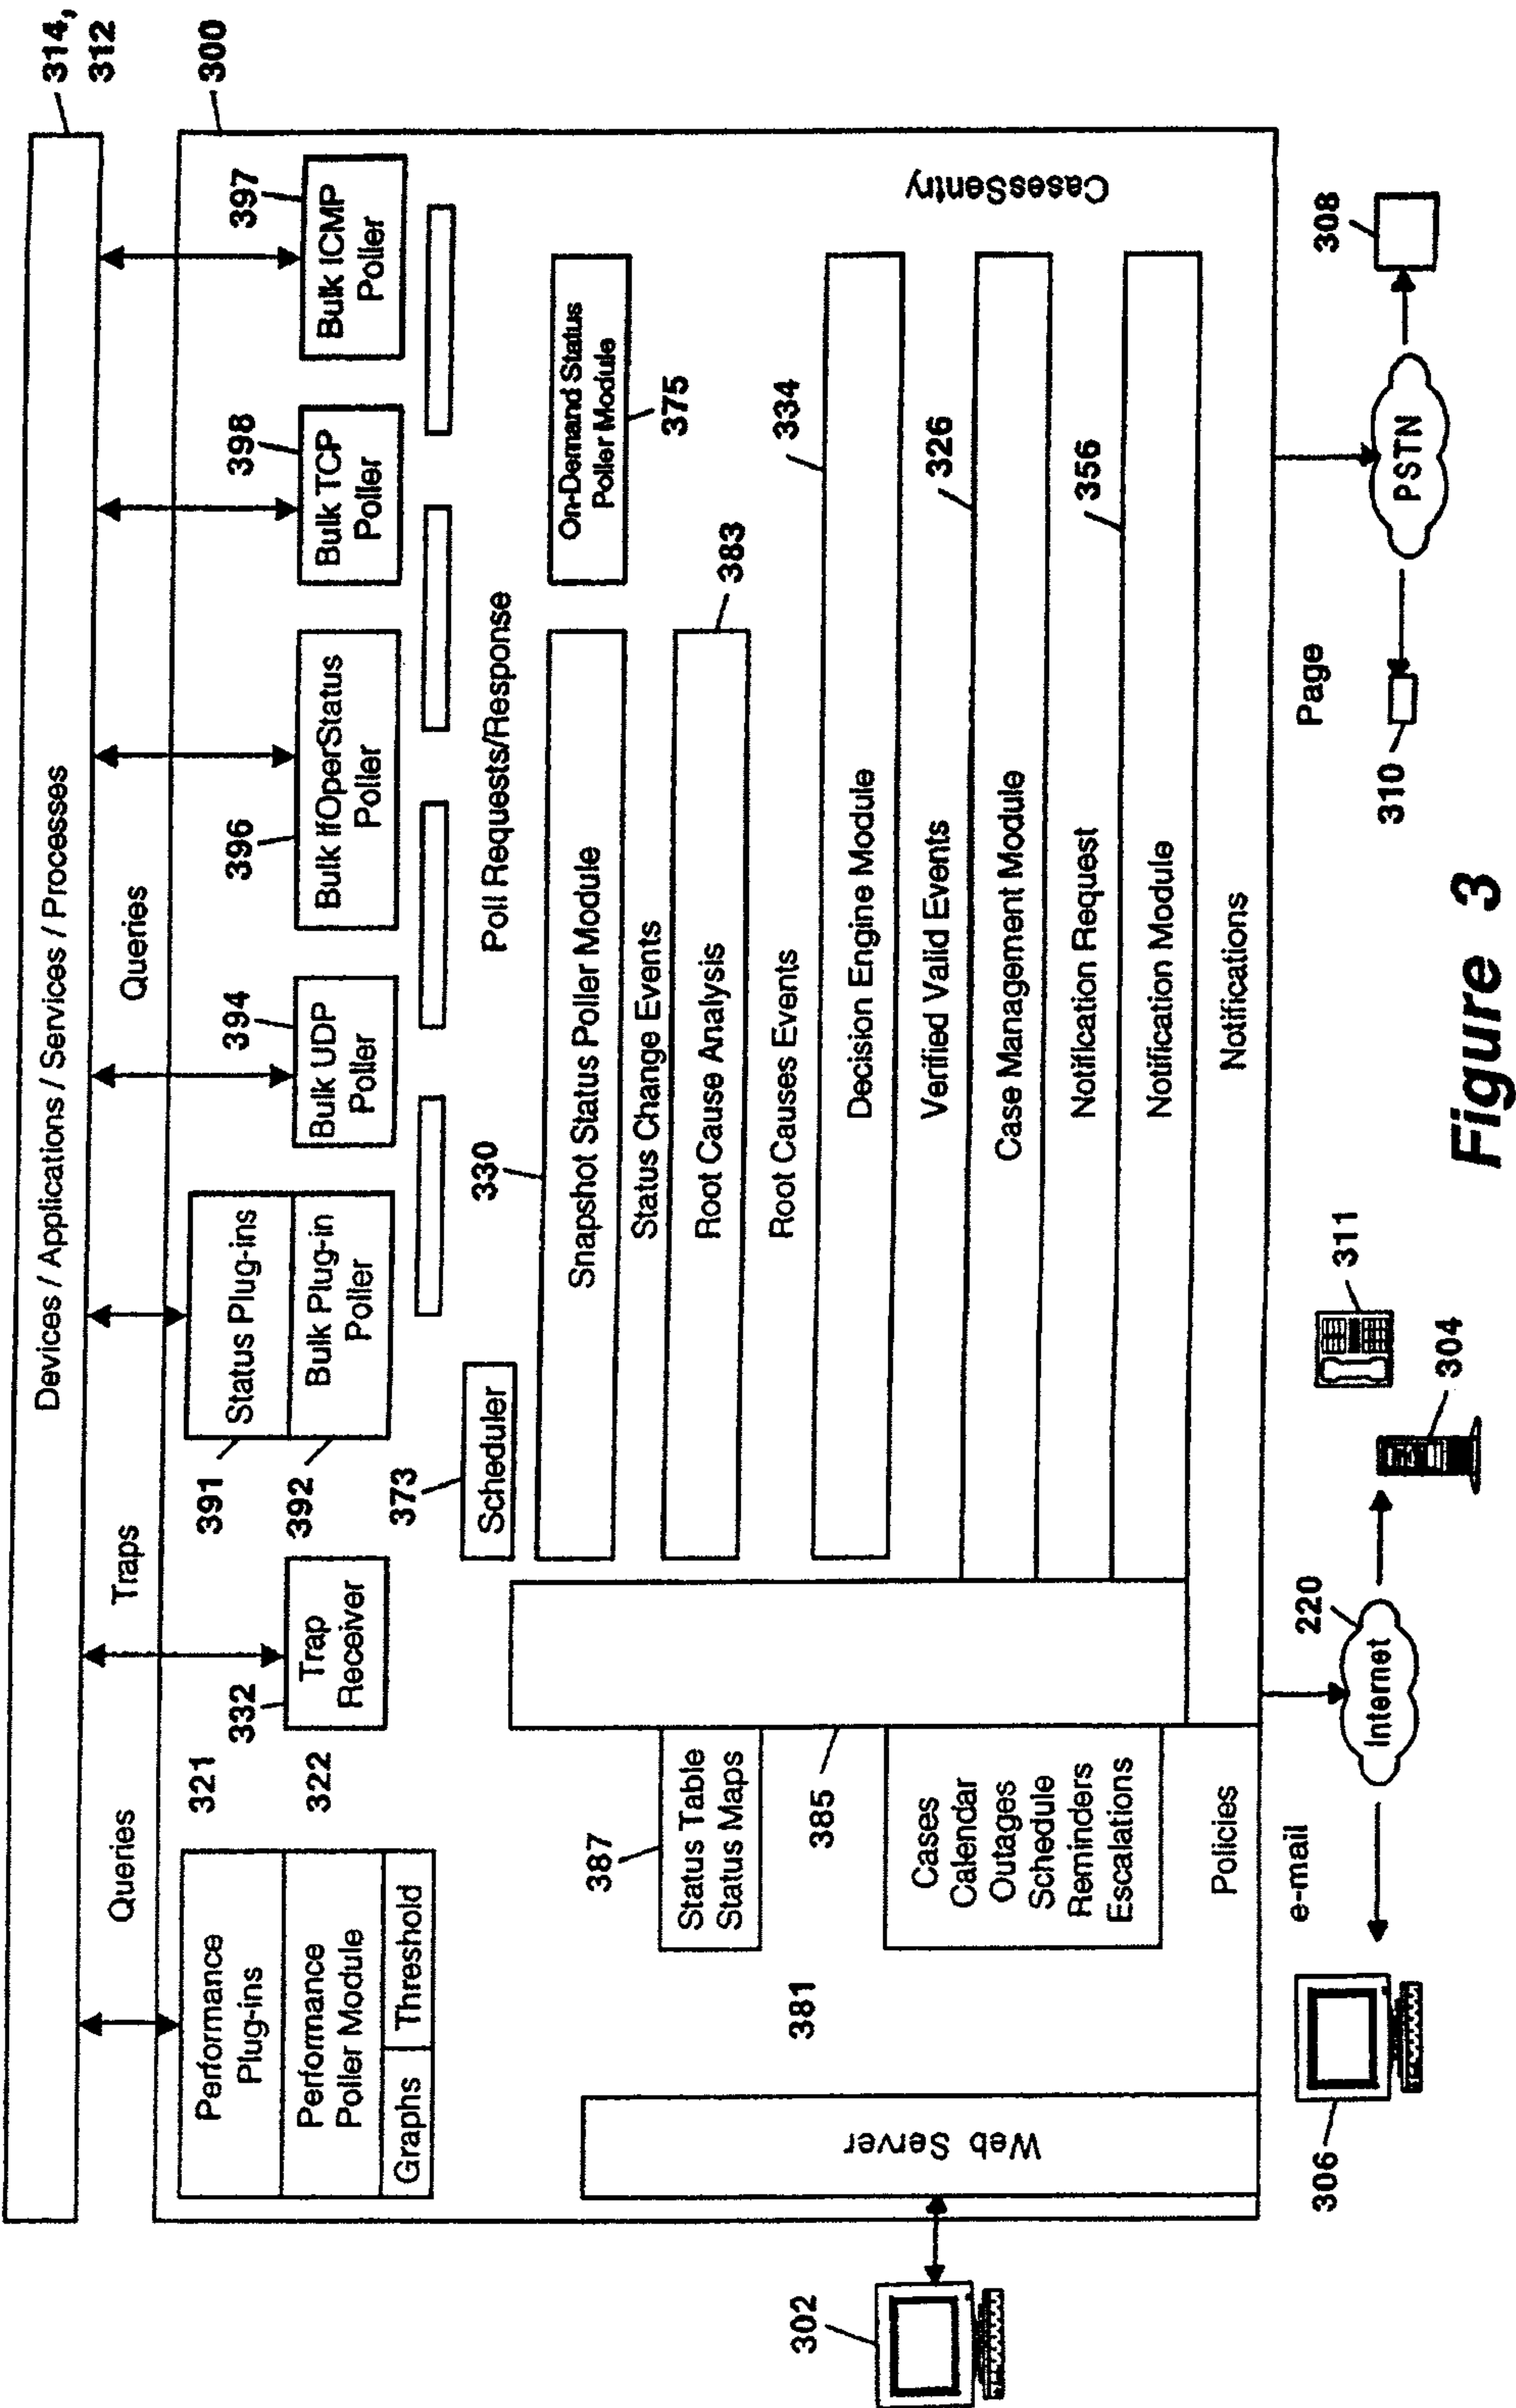 314,
312
Devices / Applications / Services / Processes
300
Queries
Traps
Queries
Performance
Plug-ins
Performance
Poller Module
Graphs
Threshold
321
322
332
Trap
Receiver
391
392
Status Plug-ins
Bulk Plug-in
Poller
394
Bulk UDP
Poller
396
Bulk IfOperStatus
Poller
398
Bulk TCP
Poller
397
Bulk ICMP
Poller
373
Scheduler
Poll Requests/Response
330
Snapshot Status Poller Module
On-Demand Status
Poller Module
375
Status Change Events
Root Cause Analysis
383
Root Causes Events
334
Decision Engine Module
Verified Valid Events
326
Case Management Module
Notification Request
356
Notification Module
Notifications
CasesSentry
387
Status Table
Status Maps
385
381
Cases
Calendar
Outages
Schedule
Reminders
Escalations
Policies
Web Server
302
306
e-mail
Internet
220
304
311
Page
310
PSTN
308
Figure 3